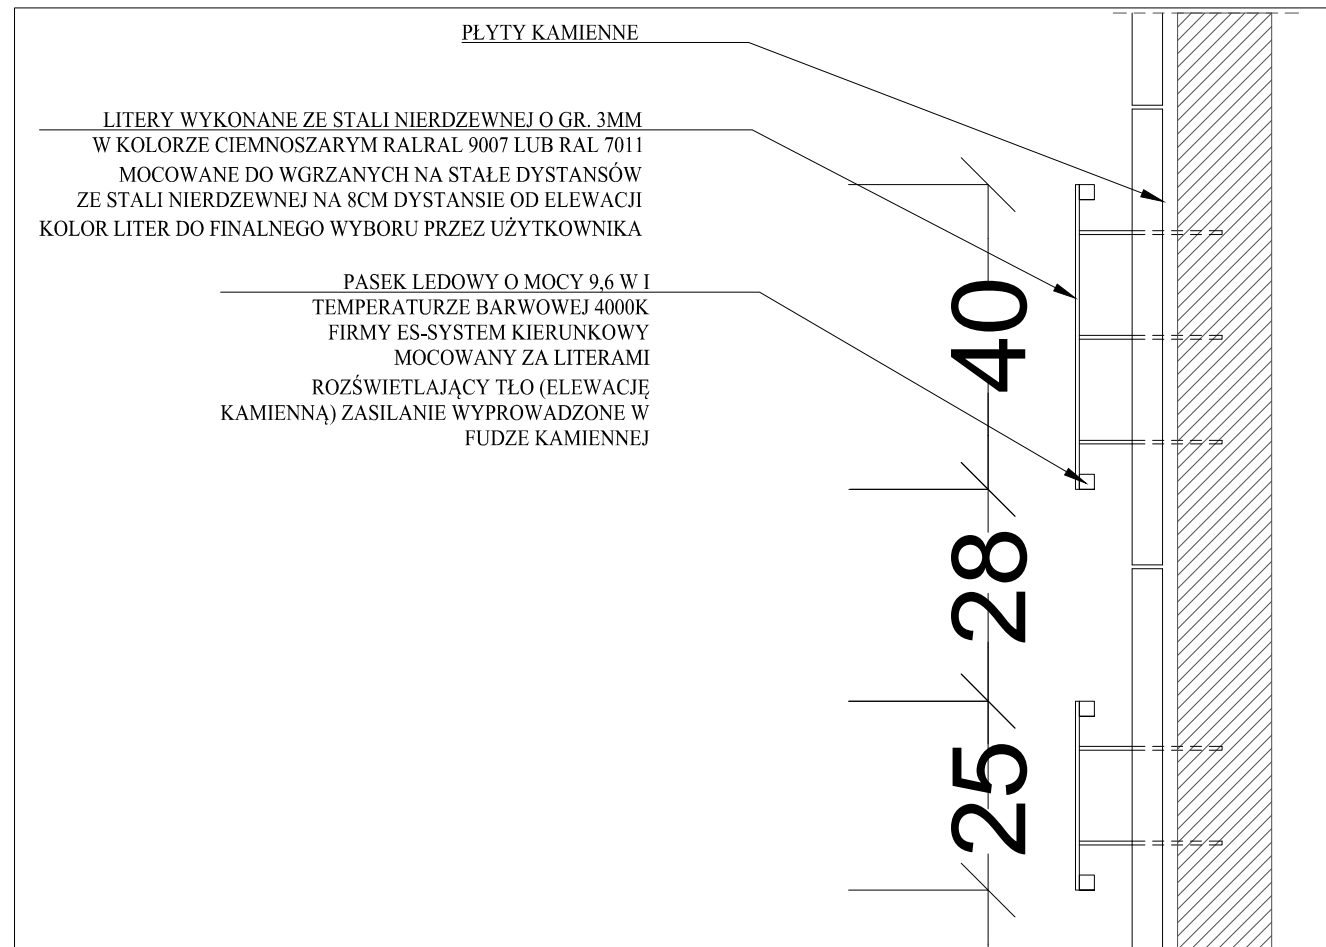 PŁYTY KAMIENNE
LITERY WYKONANE ZE STALI NIERDZEWNEJ O GR. 3MM
W KOLORZE CIEMNOSZARYM RALRAL 9007 LUB RAL 7011
MOCOWANE DO WGRZANYCH NA STAŁE DYSTANSÓW
ZE STALI NIERDZEWNEJ NA 8CM DYSTANSIE OD ELEWACJI
KOLOR LITER DO FINALNEGO WYBORU PRZEZ UŻYTKOWNIKA
PASEK LEDOWY O MOCY 9,6 W I
TEMPERATURZE BARWOWEJ 4000K
FIRMY ES-SYSTEM KIERUNKOWY
MOCOWANY ZA LITERAMI
ROZŚWIETLAJĄCY TŁO (ELEWACJĘ
KAMIENNĄ) ZASILANIE WYPROWADZONE W
FUDZE KAMIENNEJ
40
28
25